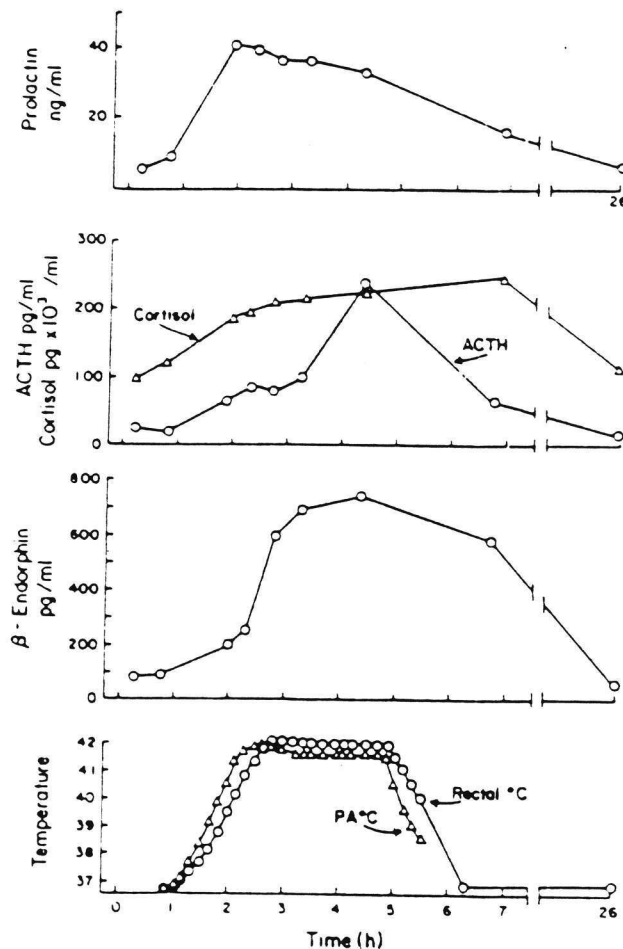 Prolactin
ng/ml
40
20
26
ACTH pg/ml
Cortisol pg x 10³ /ml
300
200
100
0
Cortisol
ACTH
β - Endorphin
pg/ml
800
600
400
200
0
Temperature
42
41
40
39
38
37
Rectal °C
PA°C
0 1 2 3 4 5 6 7 26
Time (h)